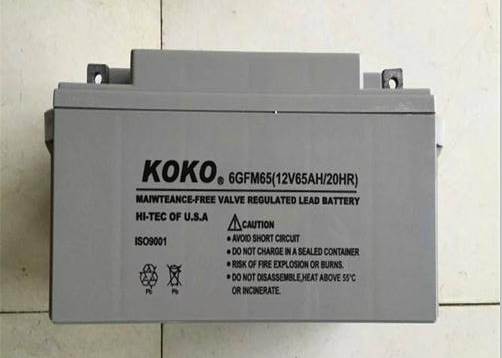 KOKO® 6GFM65(12V65AH/20HR)
MAIWTEANCE-FREE VALVE REGULATED LEAD BATTERY
HI-TEC OF U.S.A
CAUTION
ISO9001
• AVOID SHORT CIRCUIT
• DO NOT CHARGE IN A SEALED CONTAINER
• RISK OF FIRE EXPLOSION OR BURNS.
• DO NOT DISASSEMBLE,HEAT ABOVE 55°C
OR INCINERATE.
Pb Pb